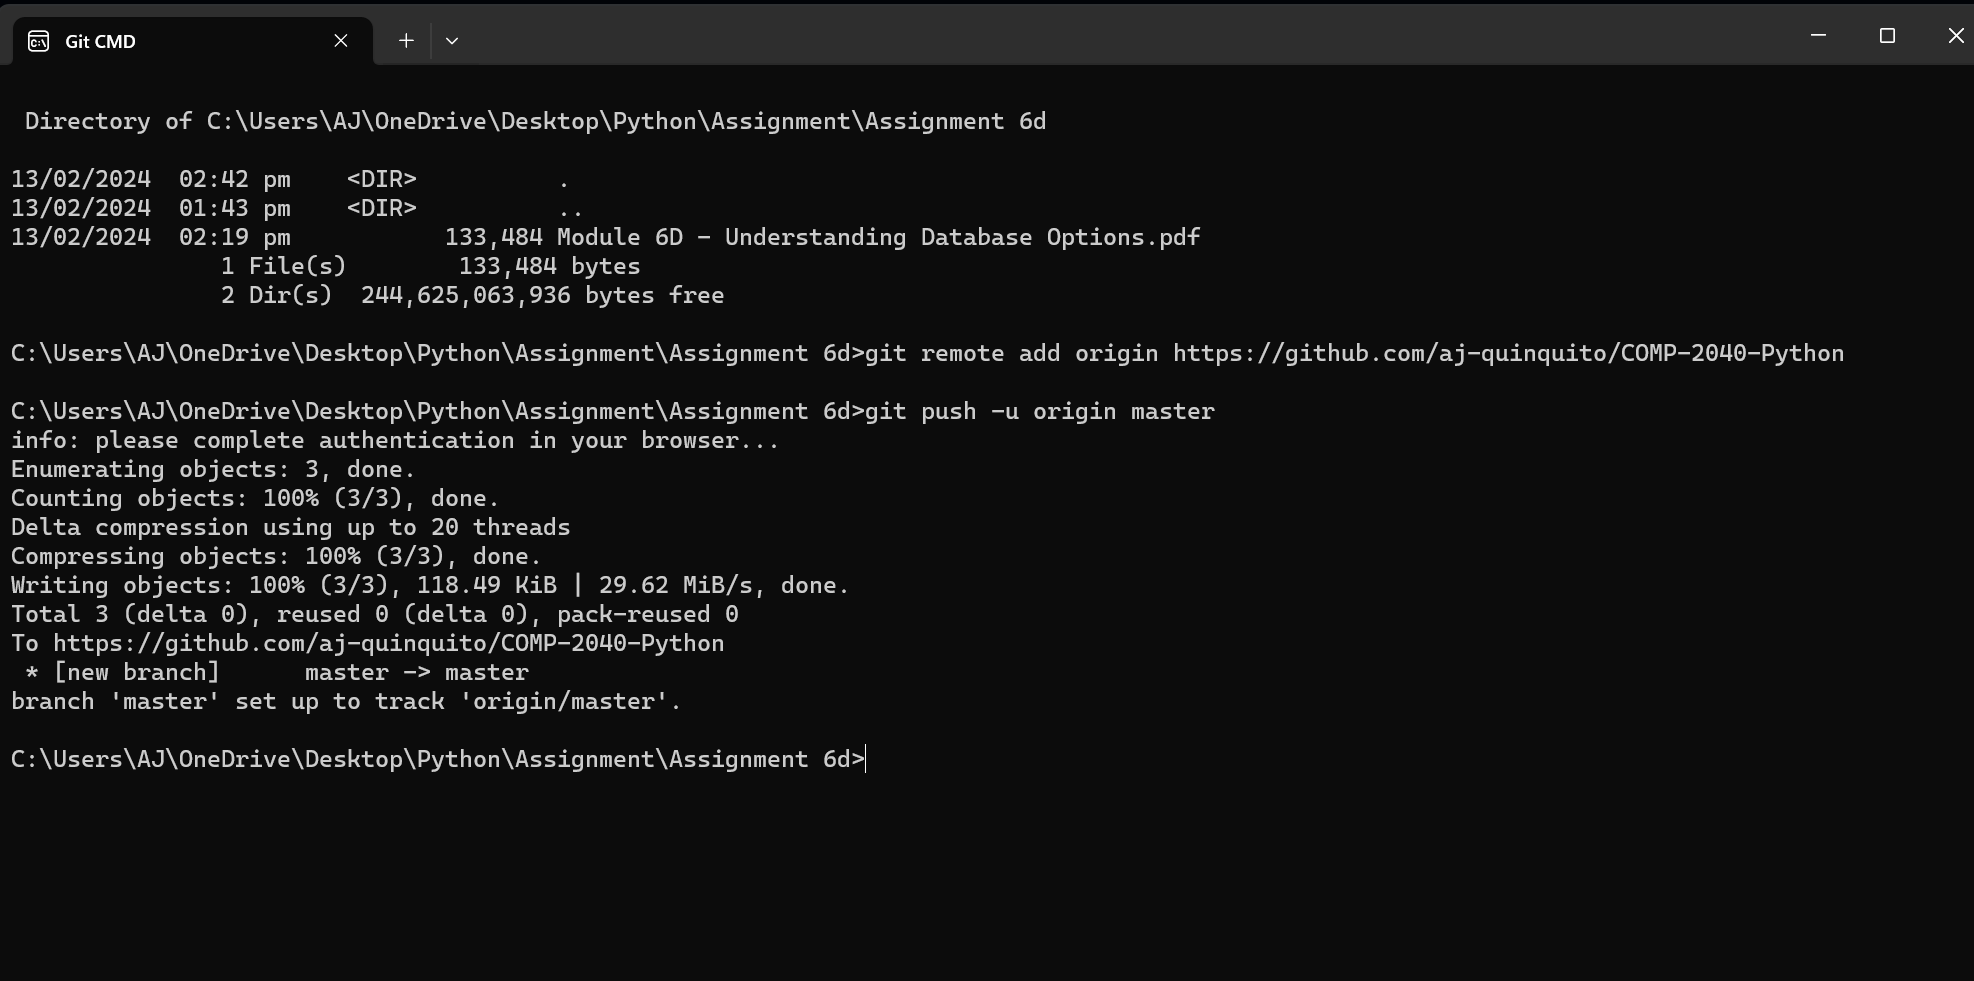 Git CMD
Directory of C:\Users\AJ\OneDrive\Desktop\Python\Assignment\Assignment 6d
13/02/2024  02:42 pm    <DIR>          .
13/02/2024  01:43 pm    <DIR>          ..
13/02/2024  02:19 pm           133,484 Module 6D - Understanding Database Options.pdf
1 File(s)        133,484 bytes
2 Dir(s)  244,625,063,936 bytes free
C:\Users\AJ\OneDrive\Desktop\Python\Assignment\Assignment 6d>git remote add origin https://github.com/aj-quinquito/COMP-2040-Python
C:\Users\AJ\OneDrive\Desktop\Python\Assignment\Assignment 6d>git push -u origin master
info: please complete authentication in your browser...
Enumerating objects: 3, done.
Counting objects: 100% (3/3), done.
Delta compression using up to 20 threads
Compressing objects: 100% (3/3), done.
Writing objects: 100% (3/3), 118.49 KiB | 29.62 MiB/s, done.
Total 3 (delta 0), reused 0 (delta 0), pack-reused 0
To https://github.com/aj-quinquito/COMP-2040-Python
* [new branch]      master -> master
branch 'master' set up to track 'origin/master'.
C:\Users\AJ\OneDrive\Desktop\Python\Assignment\Assignment 6d>